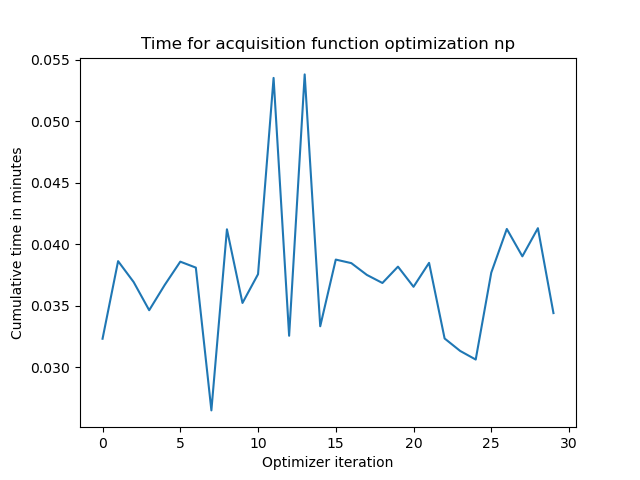 Time for acquisition function optimization np
0.055
0.050
0.045
0.040
0.035
0.030
Cumulative time in minutes
0 5 10 15 20 25 30
Optimizer iteration